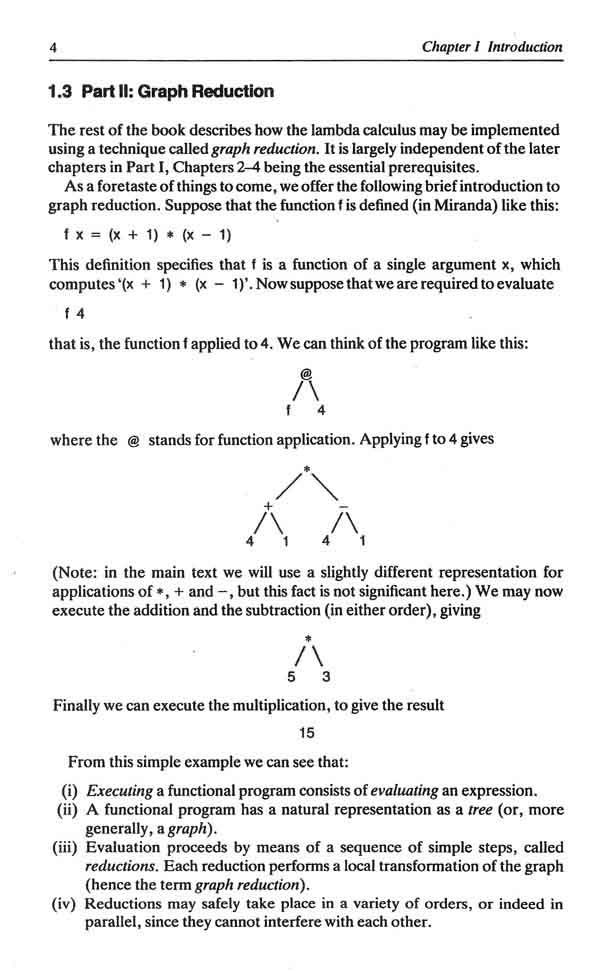 4 Chapter 1 Introduction
1.3 Part II: Graph Reduction
The rest of the book describes how the lambda calculus may be implemented
using a technique called graph reduction. It is largely independent of the later
chapters in Part I, Chapters 2–4 being the essential prerequisites.
As a foretaste of things to come, we offer the following brief introduction to
graph reduction. Suppose that the function f is defined (in Miranda) like this:
f x = (x + 1) * (x − 1)
This definition specifies that f is a function of a single argument x, which
computes ‘(x + 1) * (x − 1)’. Now suppose that we are required to evaluate
f 4
that is, the function f applied to 4. We can think of the program like this:
@
f 4
where the @ stands for function application. Applying f to 4 gives
*
+ −
4 1 4 1
(Note: in the main text we will use a slightly different representation for
applications of *, + and −, but this fact is not significant here.) We may now
execute the addition and the subtraction (in either order), giving
*
5 3
Finally we can execute the multiplication, to give the result
15
From this simple example we can see that:
(i) Executing a functional program consists of evaluating an expression.
(ii) A functional program has a natural representation as a tree (or, more
generally, a graph).
(iii) Evaluation proceeds by means of a sequence of simple steps, called
reductions. Each reduction performs a local transformation of the graph
(hence the term graph reduction).
(iv) Reductions may safely take place in a variety of orders, or indeed in
parallel, since they cannot interfere with each other.